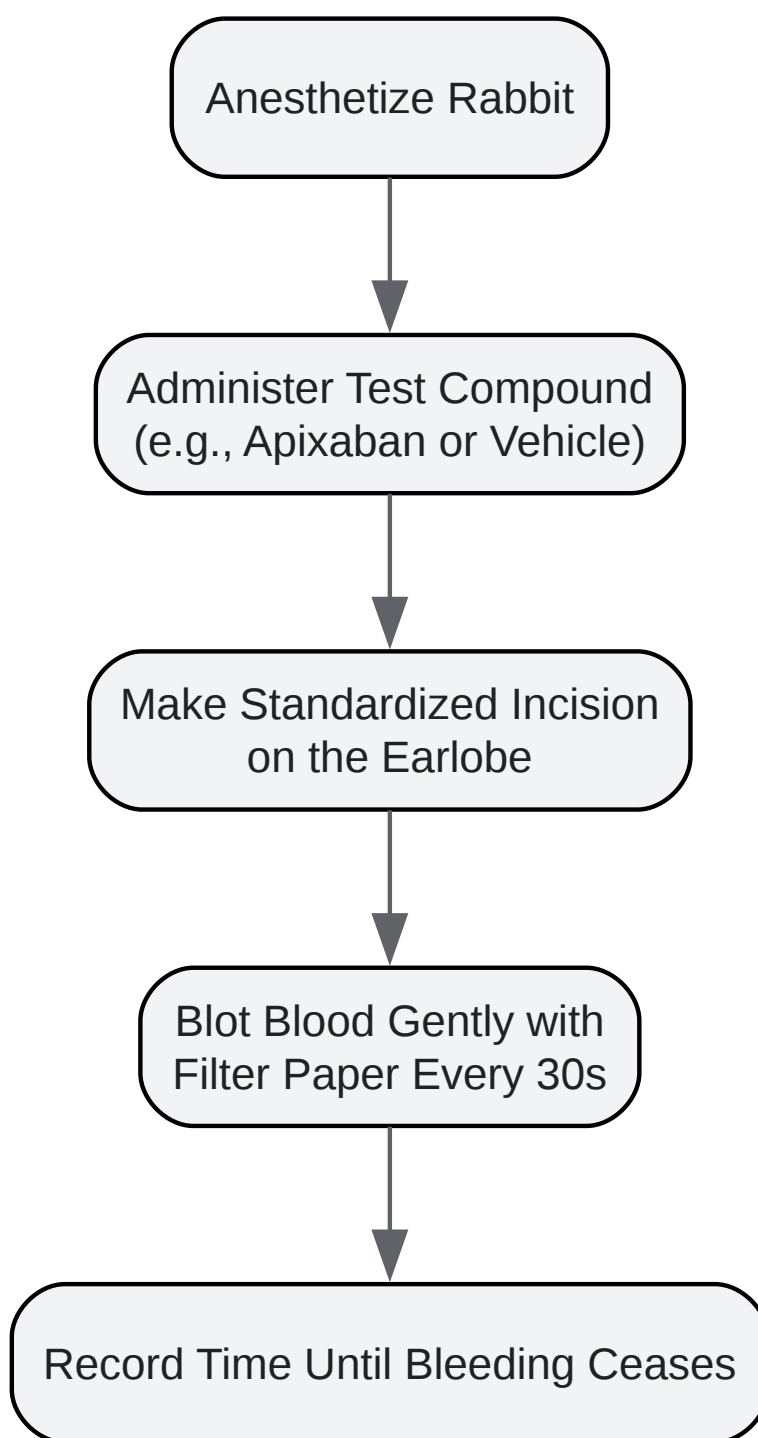 Anesthetize Rabbit
Administer Test Compound
(e.g., Apixaban or Vehicle)
Make Standardized Incision
on the Earlobe
Blot Blood Gently with
Filter Paper Every 30s
Record Time Until Bleeding Ceases